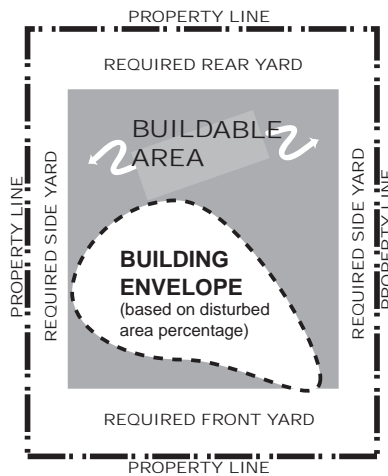 PROPERTY LINE
REQUIRED REAR YARD
BUILDABLE
AREA
PROPERTY LINE
REQUIRED SIDE YARD
BUILDING
ENVELOPE
(based on disturbed
area percentage)
REQUIRED SIDE YARD
PROPERTY LINE
REQUIRED FRONT YARD
PROPERTY LINE